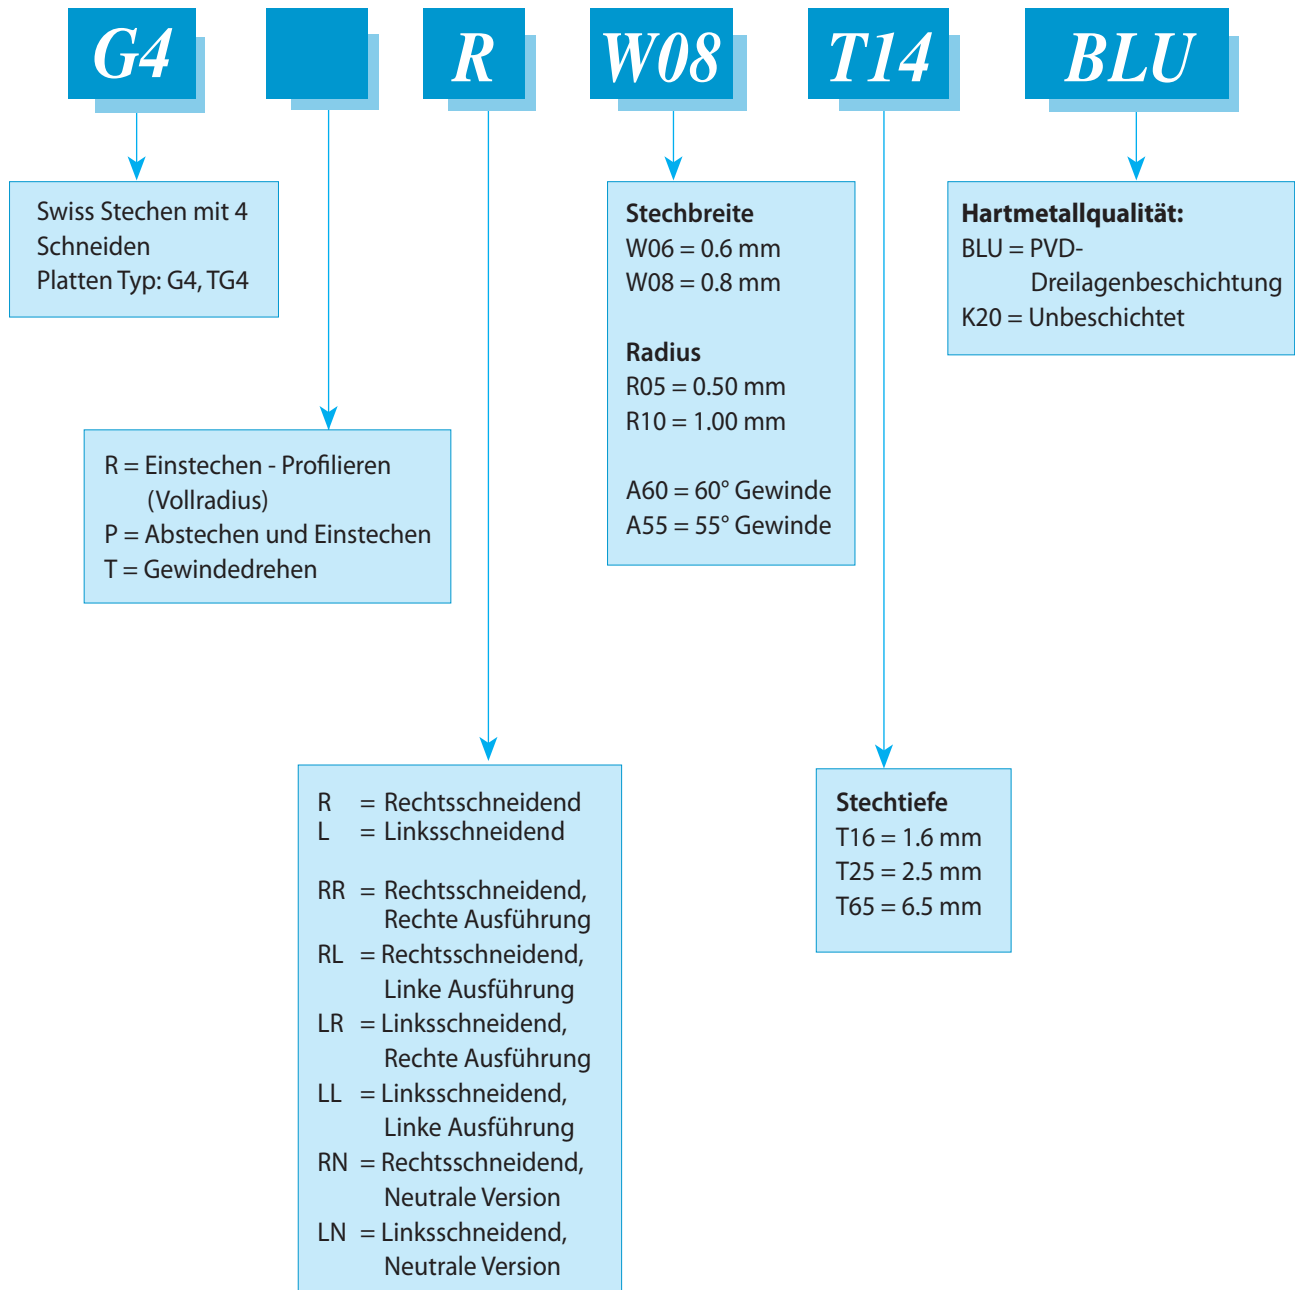 G4 R W08 T14 BLU
Swiss Stechen mit 4
Schneiden
Platten Typ: G4, TG4
R = Einstechen - Profilieren
(Vollradius)
P = Abstechen und Einstechen
T = Gewindedrehen
R = Rechtsschneidend
L = Linksschneidend
RR = Rechtsschneidend,
Rechte Ausführung
RL = Rechtsschneidend,
Linke Ausführung
LR = Linksschneidend,
Rechte Ausführung
LL = Linksschneidend,
Linke Ausführung
RN = Rechtsschneidend,
Neutrale Version
LN = Linksschneidend,
Neutrale Version
Stechbreite
W06 = 0.6 mm
W08 = 0.8 mm
Radius
R05 = 0.50 mm
R10 = 1.00 mm
A60 = 60° Gewinde
A55 = 55° Gewinde
Stechtiefe
T16 = 1.6 mm
T25 = 2.5 mm
T65 = 6.5 mm
Hartmetallqualität:
BLU = PVD-
Dreilagenbeschichtung
K20 = Unbeschichtet